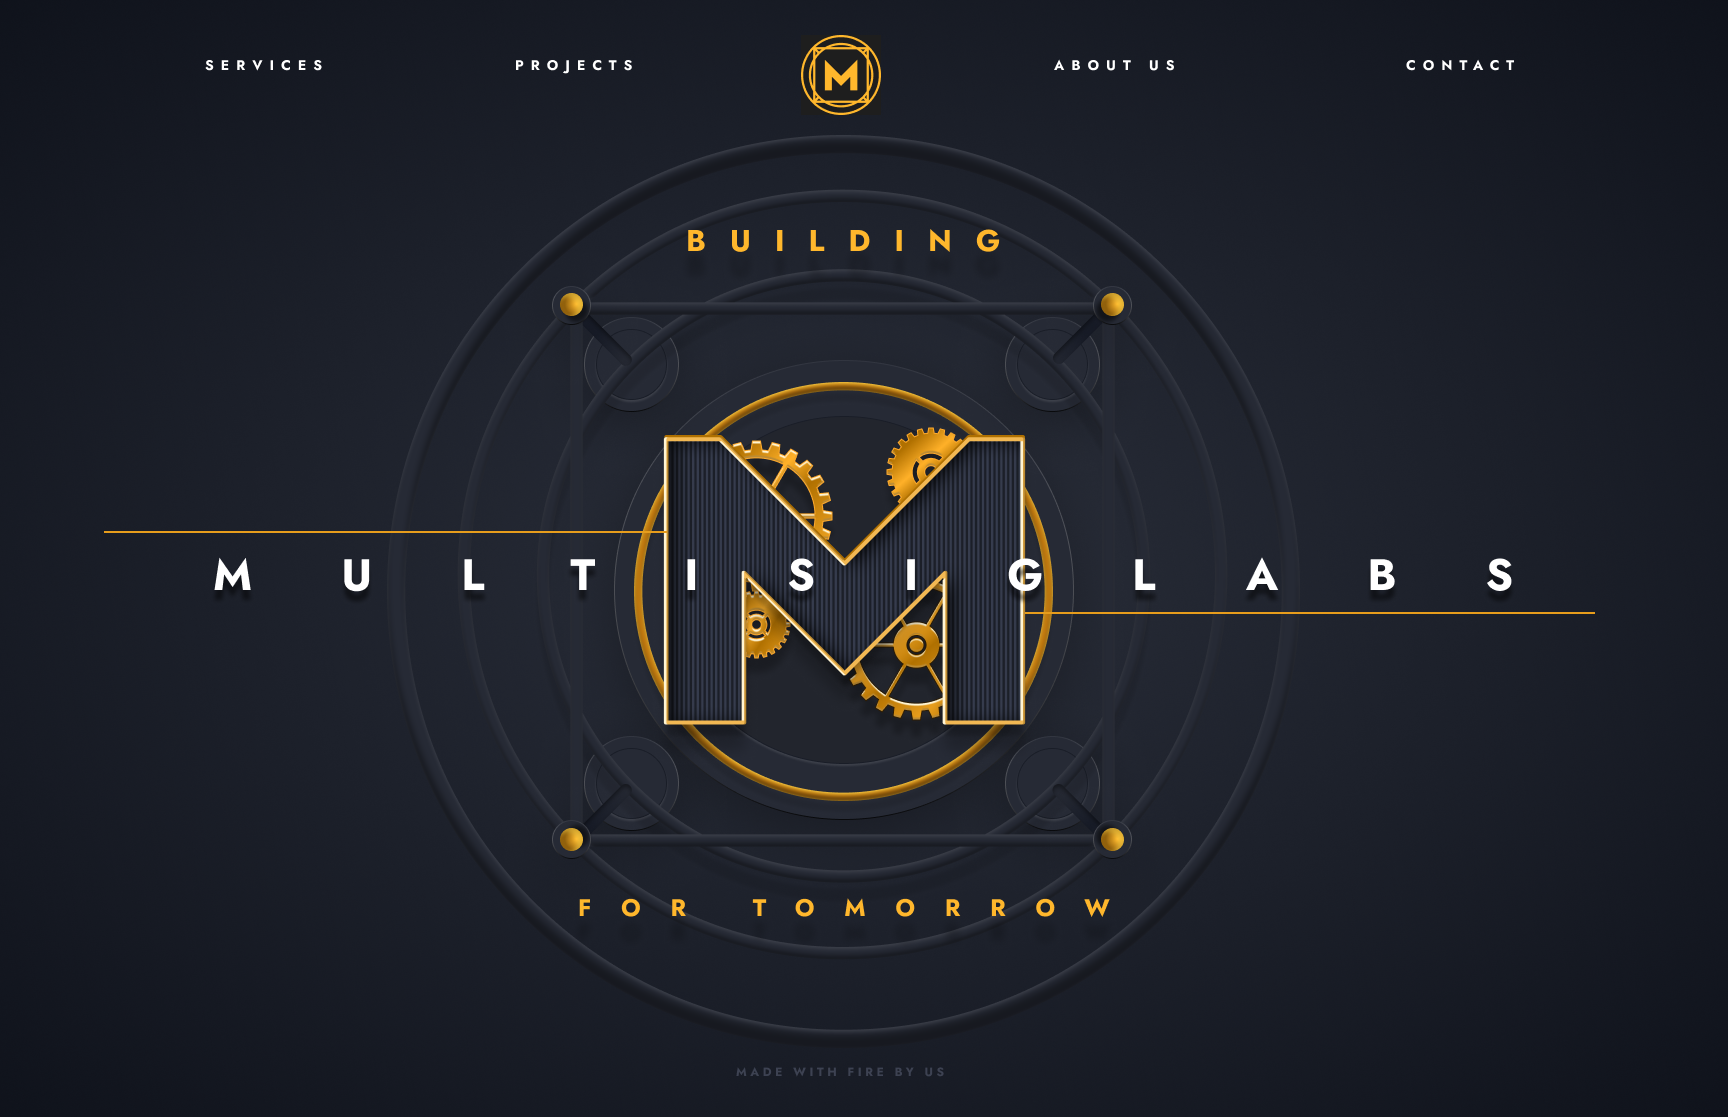 SERVICES PROJECTS M ABOUT US CONTACT
BUILDING
M
MULTISIGLABS
FOR TOMORROW
MADE WITH FIRE BY US